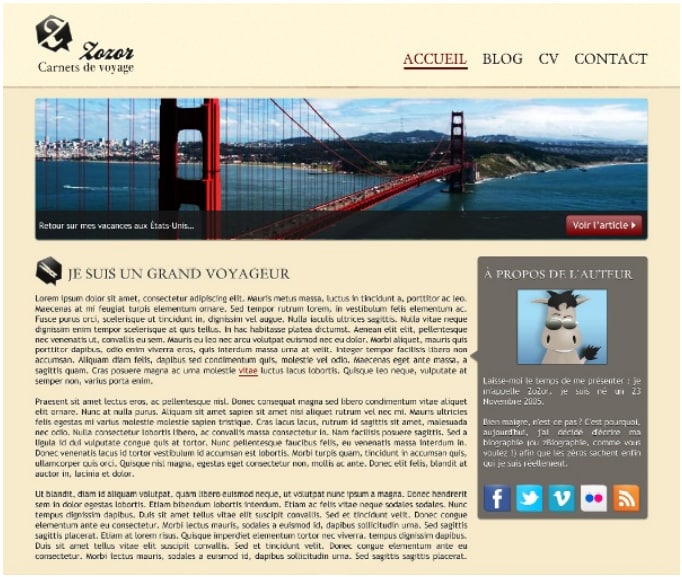 Zozor
Carnets de voyage
ACCUEIL BLOG CV CONTACT
Retour sur mes vacances aux États-Unis...
Voir l'article
JE SUIS UN GRAND VOYAGEUR
Lorem ipsum dolor sit amet, consectetur adipiscing elit. Mauris metus massa, luctus in tincidunt a, porttitor ac leo.
Maecenas at mi feugiat turpis elementum ornare. Sed tempor rutrum lorem, in vestibulum felis elementum ac.
Fusce purus orci, scelerisque ut tincidunt in, dignissim vel augue. Nulla iaculis ultrices sagittis. Nulla vitae neque
dignissim enim tempor scelerisque at quis tellus. In hac habitasse platea dictumst. Aenean elit elit, pellentesque
nec venenatis ut, convallis eu sem. Mauris eu leo nec arcu volutpat euismod nec eu dolor. Morbi aliquet, mauris quis
porttitor dapibus, odio enim viverra eros, quis interdum massa urna at velit. Integer tempor facilisis libero non
accumsan. Aliquam diam felis, dapibus sed condimentum quis, molestie vel odio. Maecenas eget ante massa, a
sagittis quam. Cras posuere magna ac urna molestie vitae luctus lacus lobortis. Quisque leo neque, vulputate at
semper non, varius porta enim.
Praesent sit amet lectus eros, ac pellentesque nisl. Donec consequat magna sed libero condimentum vitae aliquet
elit ornare. Nunc at nulla purus. Aliquam sit amet sapien sit amet nisl aliquet rutrum vel nec mi. Mauris ultricies
felis egestas mi varius molestie molestie sapien tristique. Cras lacus lacus, rutrum id sagittis sit amet, malesuada
nec odio. Nulla consectetur lobortis libero, ac convallis massa consectetur in. Nam facilisis posuere sagittis. Sed a
ligula id dui vulputate congue quis at tortor. Nunc pellentesque faucibus felis, eu venenatis massa interdum in.
Donec venenatis lacus id tortor vestibulum id accumsan est lobortis. Morbi turpis quam, tincidunt in accumsan quis,
ullamcorper quis orci. Quisque nisl magna, egestas eget consectetur non, mollis ac ante. Donec elit felis, blandit at
auctor in, lacinia et dolor.
Ut blandit, diam id aliquam volutpat, quam libero euismod neque, ut volutpat nunc ipsum a magna. Donec hendrerit
sem in dolor egestas lobortis. Etiam bibendum lobortis interdum. Etiam ac felis vitae neque sodales sodales. Nunc
tempus dignissim dapibus. Duis sit amet tellus vitae elit suscipit convallis. Sed et tincidunt velit. Donec congue
elementum ante eu consectetur. Morbi lectus mauris, sodales a euismod id, dapibus sollicitudin urna. Sed sagittis
sagittis placerat. Etiam at lorem risus. Quisque imperdiet elementum tortor nec viverra. tempus dignissim dapibus.
Duis sit amet tellus vitae elit suscipit convallis. Sed et tincidunt velit. Donec congue elementum ante eu
consectetur. Morbi lectus mauris, sodales a euismod id, dapibus sollicitudin urna. Sed sagittis sagittis placerat.
À PROPOS DE L'AUTEUR
Laisse-moi le temps de me présenter : je
m'appelle Zozor, je suis né un 23
Novembre 2005.
Bien maigre, n'est ce pas ? C'est pourquoi,
aujourd'hui, j'ai décidé d'écrire ma
biographie (ou zBiographie, comme vous
voulez !) afin que les zéros sachent enfin
qui je suis réellement.